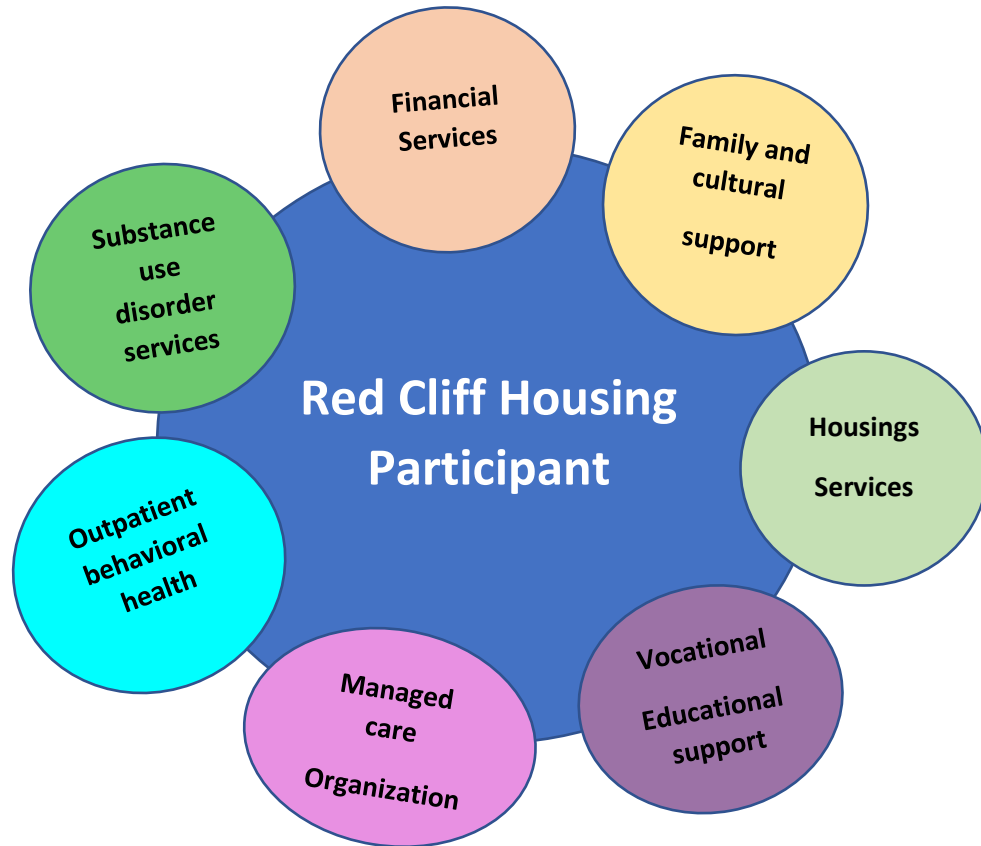 Financial
Services
Family and
cultural
support
Substance
use
disorder
services
Red Cliff Housing
Participant
Housings
Services
Outpatient
behavioral
health
Vocational
Educational
support
Managed
care
Organization